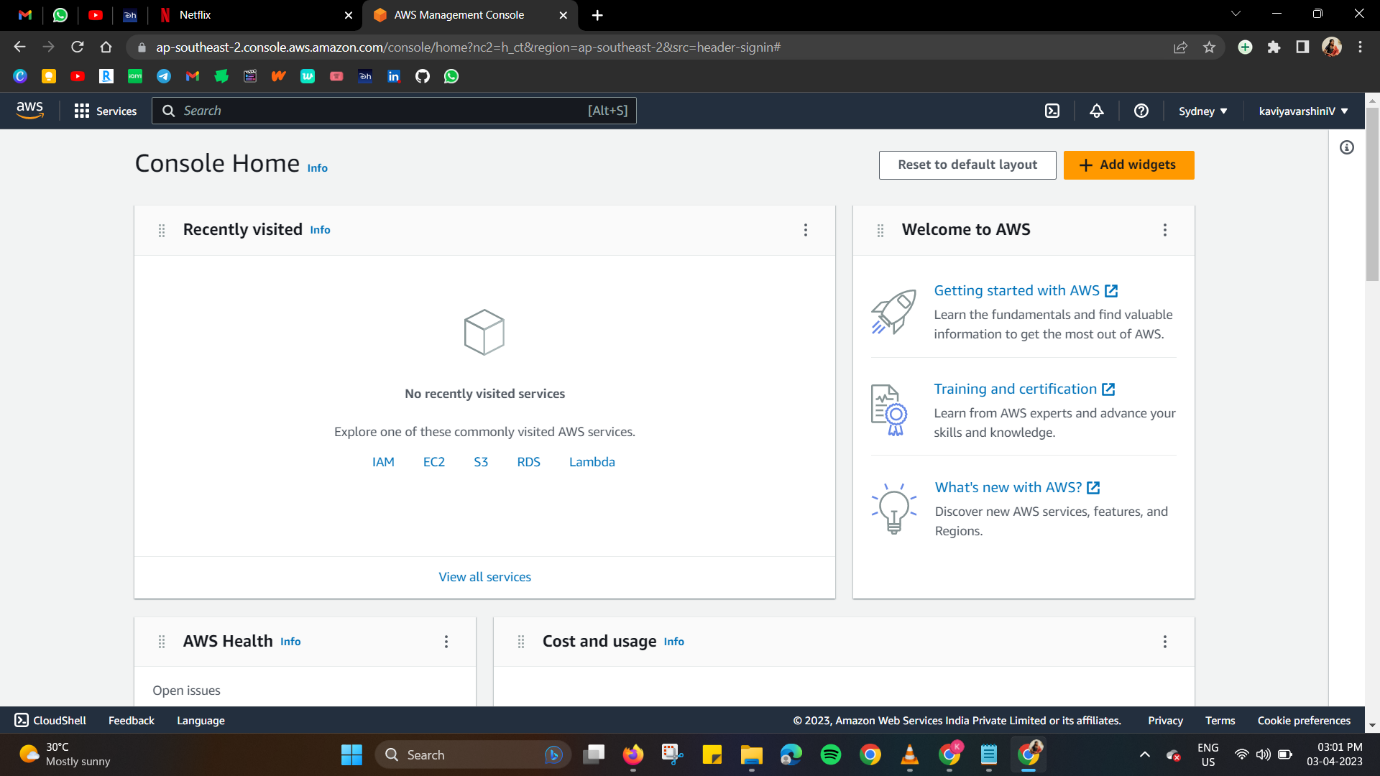 Netflix
AWS Management Console
ap-southeast-2.console.aws.amazon.com/console/home?nc2=h_ct&region=ap-southeast-2&src=header-signin#
aws
Services
Search
[Alt+S]
Sydney
kaviyavarshiniV
Console Home Info
Reset to default layout
+ Add widgets
Recently visited Info
No recently visited services
Explore one of these commonly visited AWS services.
IAM EC2 S3 RDS Lambda
View all services
Welcome to AWS
Getting started with AWS
Learn the fundamentals and find valuable
information to get the most out of AWS.
Training and certification
Learn from AWS experts and advance your
skills and knowledge.
What's new with AWS?
Discover new AWS services, features, and
Regions.
AWS Health Info
Open issues
Cost and usage Info
CloudShell Feedback Language
© 2023, Amazon Web Services India Private Limited or its affiliates. Privacy Terms Cookie preferences
30°C
Mostly sunny
Search
ENG
US
03:01 PM
03-04-2023